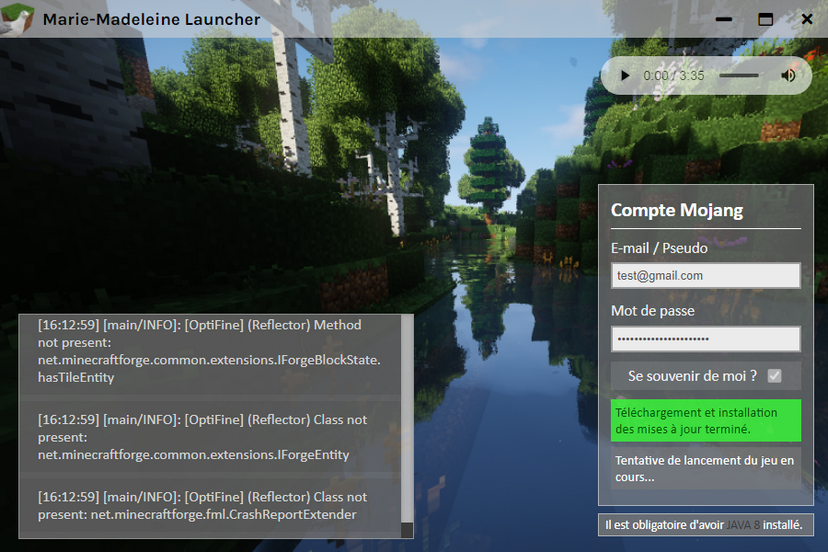 Marie-Madeleine Launcher
0:00 / 3:35
Compte Mojang
E-mail / Pseudo
test@gmail.com
Mot de passe
••••••••••••••••••••••
Se souvenir de moi ?
Téléchargement et installation
des mises à jour terminé.
Tentative de lancement du jeu en
cours...
Il est obligatoire d'avoir JAVA 8 installé.
[16:12:59] [main/INFO]: [OptiFine] (Reflector) Method
not present:
net.minecraftforge.common.extensions.IForgeBlockState.
hasTileEntity
[16:12:59] [main/INFO]: [OptiFine] (Reflector) Class not
present:
net.minecraftforge.common.extensions.IForgeEntity
[16:12:59] [main/INFO]: [OptiFine] (Reflector) Class not
present: net.minecraftforge.fml.CrashReportExtender